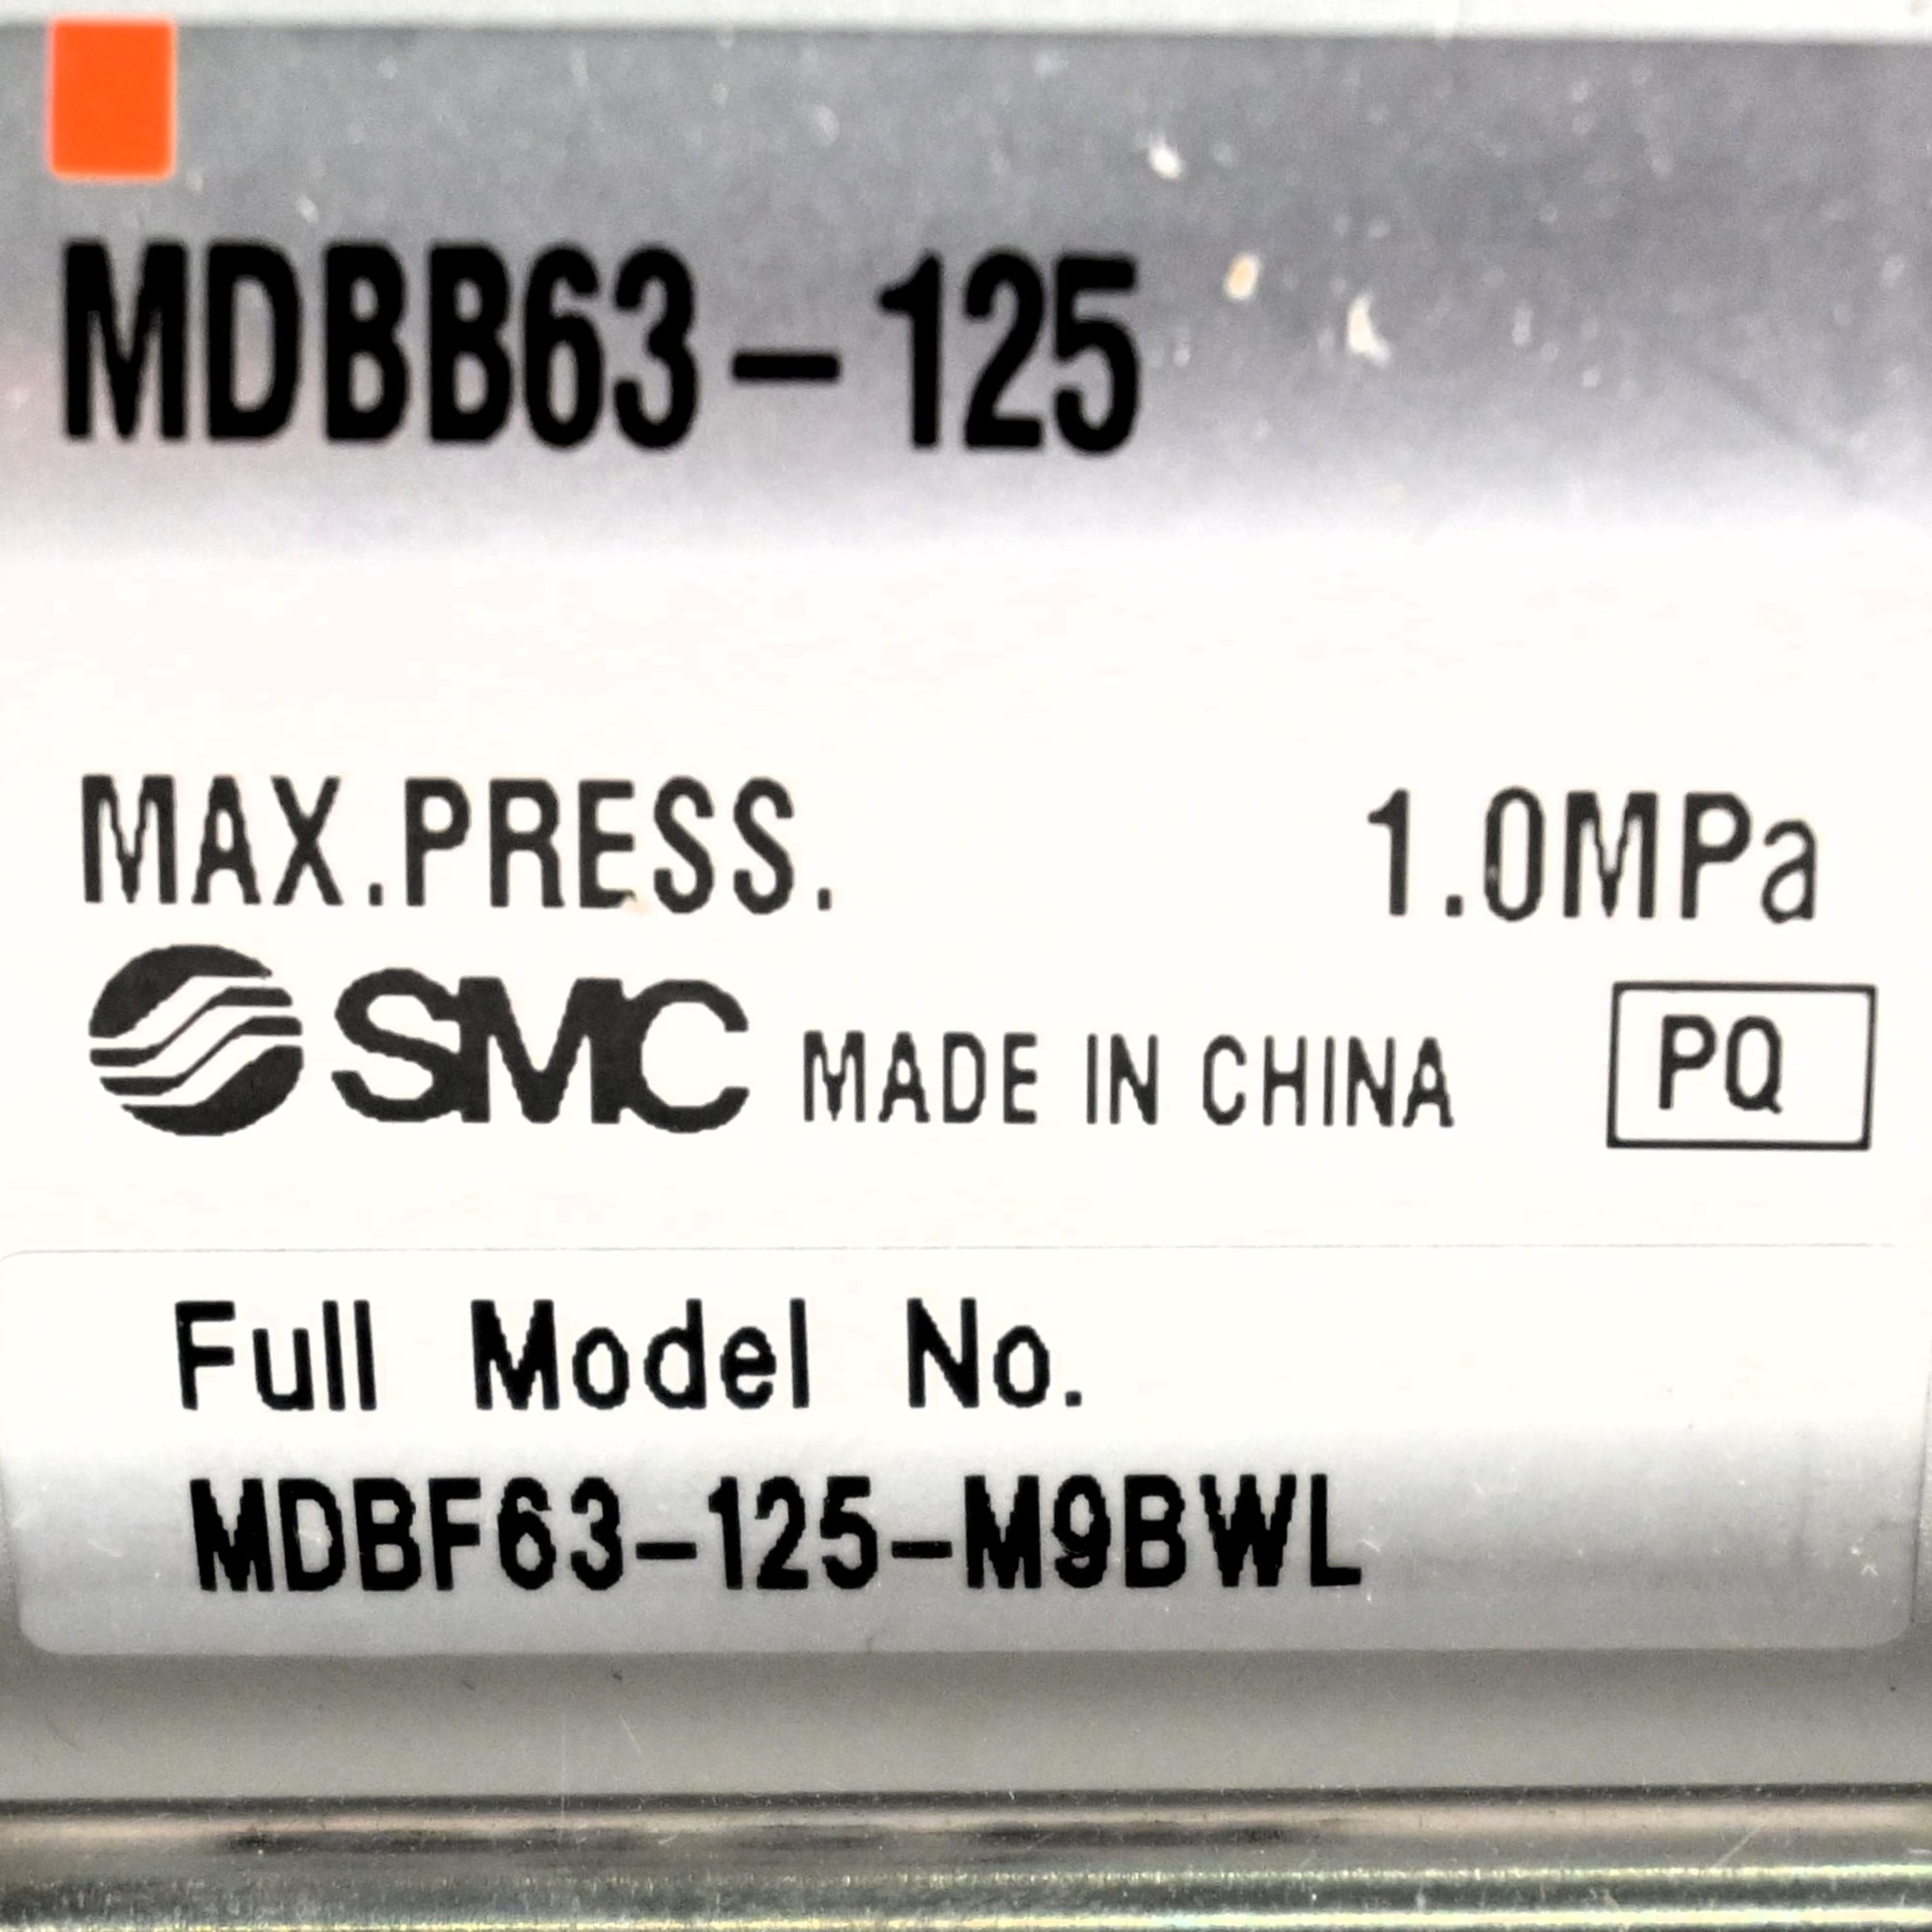 MDBB63-125
MAX.PRESS. 1.0MPa
SMC MADE IN CHINA PQ
Full Model No.
MDBF63-125-M9BWL